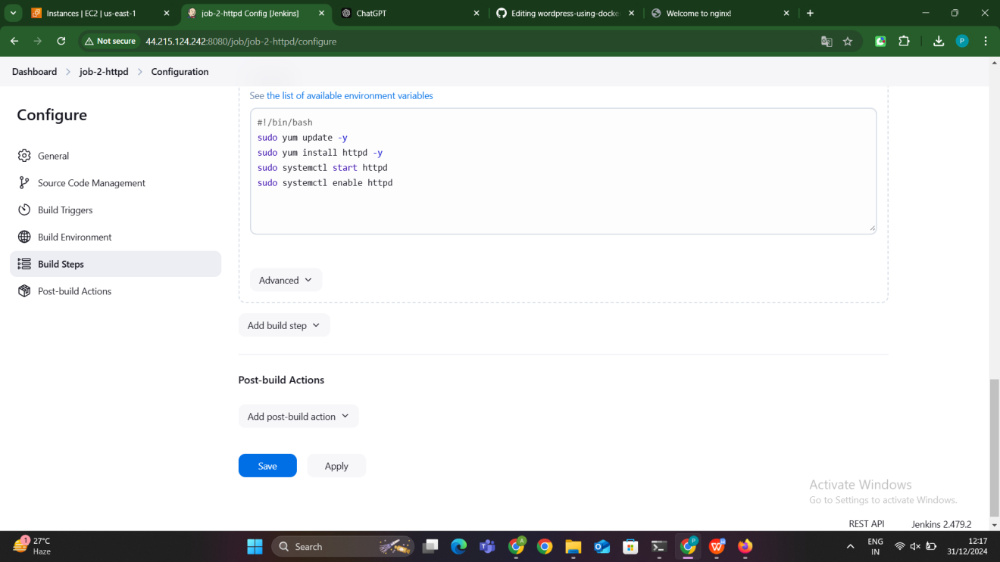 Instances | EC2 | us-east-1
job-2-httpd Config [Jenkins]
ChatGPT
Editing wordpress-using-docke
Welcome to nginx!
Not secure
44.215.124.242:8080/job/job-2-httpd/configure
P
Dashboard
job-2-httpd
Configuration
Configure
General
Source Code Management
Build Triggers
Build Environment
Build Steps
Post-build Actions
See the list of available environment variables
#!/bin/bash
sudo yum update -y
sudo yum install httpd -y
sudo systemctl start httpd
sudo systemctl enable httpd
Advanced
Add build step
Post-build Actions
Add post-build action
Save
Apply
Activate Windows
Go to Settings to activate Windows.
REST API
Jenkins 2.479.2
1
27°C
Haze
Search
A
P
ENG
IN
12:17
31/12/2024